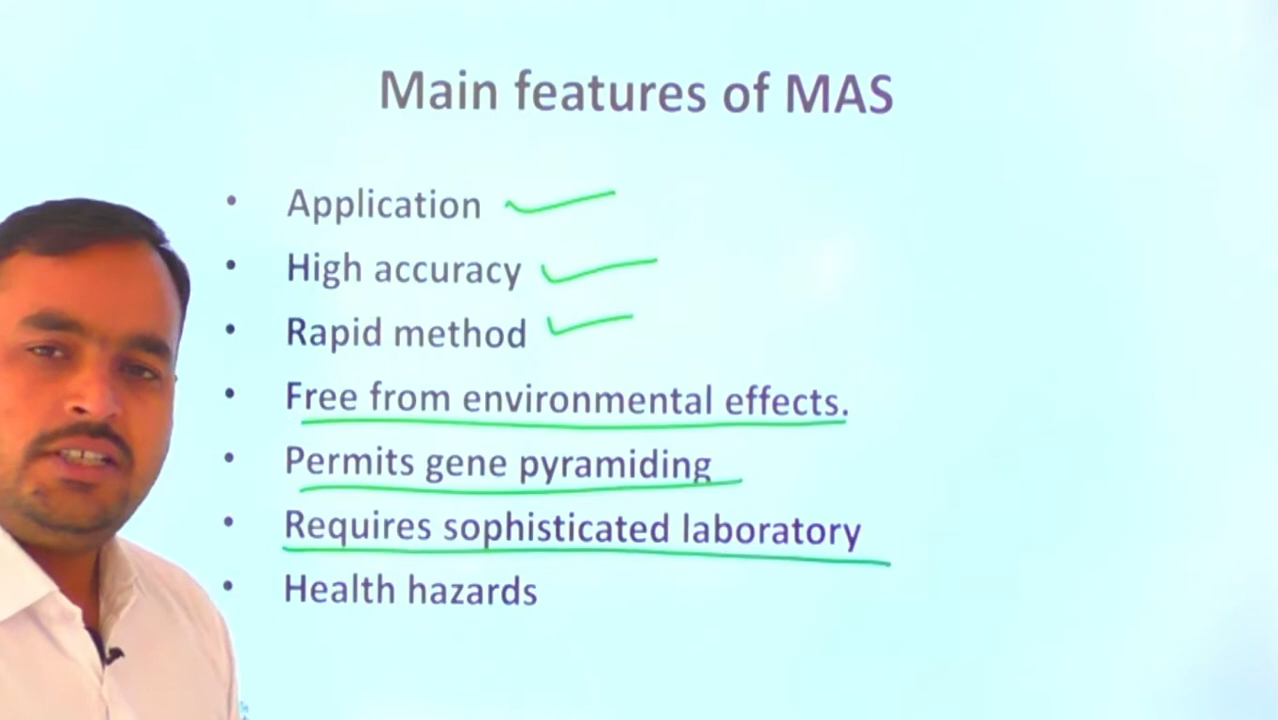 Main features of MAS
• Application
• High accuracy
• Rapid method
• Free from environmental effects.
• Permits gene pyramiding
• Requires sophisticated laboratory
• Health hazards